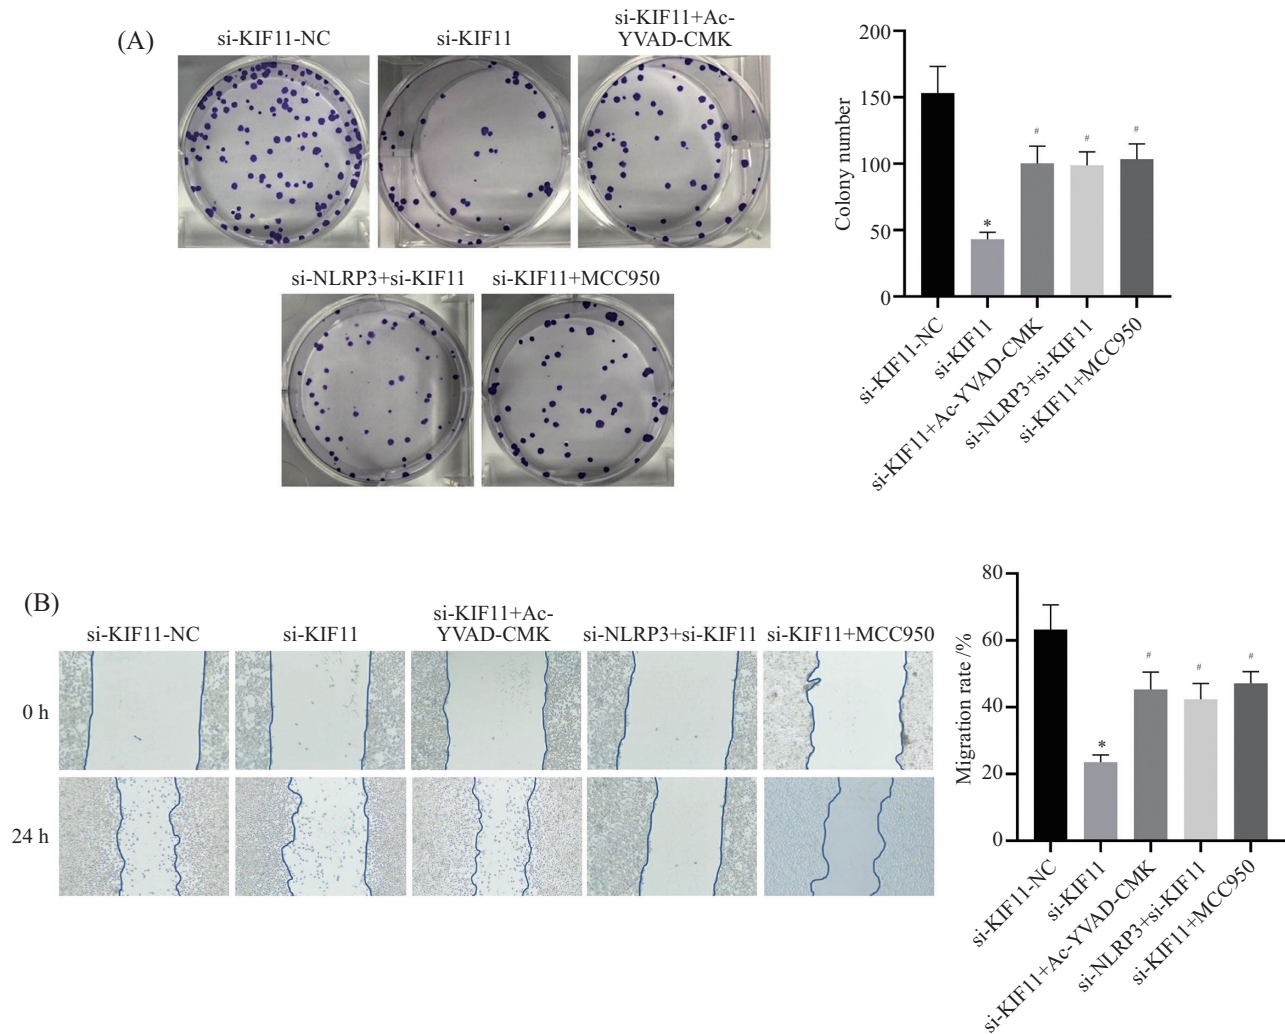 (A)
si-KIF11-NC
si-KIF11
si-KIF11+Ac-
YVAD-CMK
si-NLRP3+si-KIF11
si-KIF11+MCC950
Colony number
200
150
100
50
0
*
#
#
#
si-KIF11-NC
si-KIF11
si-KIF11+Ac-YVAD-CMK
si-NLRP3+si-KIF11
si-KIF11+MCC950
(B)
si-KIF11-NC
si-KIF11
si-KIF11+Ac-
YVAD-CMK
si-NLRP3+si-KIF11
si-KIF11+MCC950
0 h
24 h
Migration rate /%
80
60
40
20
0
*
#
#
#
si-KIF11-NC
si-KIF11
si-KIF11+Ac-YVAD-CMK
si-NLRP3+si-KIF11
si-KIF11+MCC950